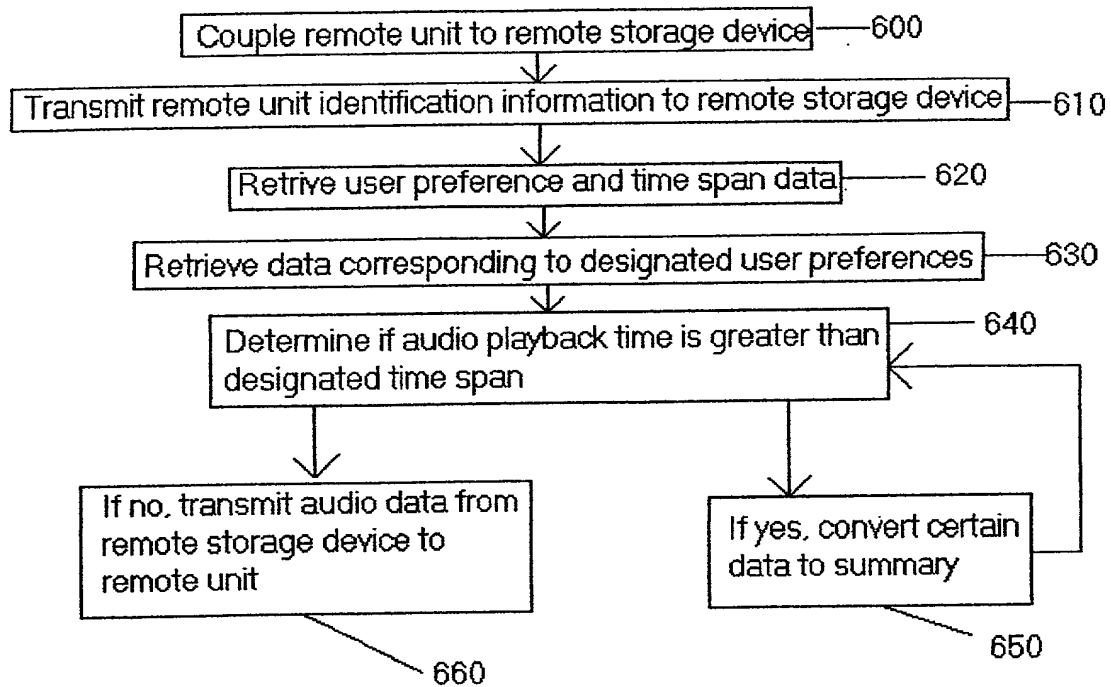 Couple remote unit to remote storage device 600
Transmit remote unit identification information to remote storage device 610
Retrive user preference and time span data 620
Retrieve data corresponding to designated user preferences 630
Determine if audio playback time is greater than
designated time span
640
If no, transmit audio data from
remote storage device to
remote unit
660
If yes, convert certain
data to summary
650